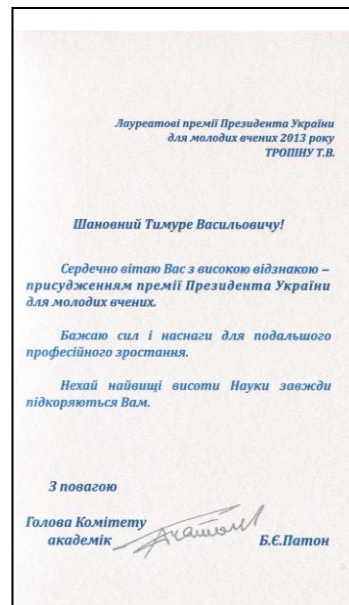 Лауреатові премії Президента України
для молодих вчених 2013 року
ТРОПІНУ Т.В.
Шановний Тимуре Васильовичу!
Сердечно вітаю Вас з високою відзнакою –
присудженням премії Президента України
для молодих вчених.
Бажаю сил і наснаги для подальшого
професійного зростання.
Нехай найвищі висоти Науки завжди
підкоряються Вам.
З повагою
Голова Комітету
академік Б.Є.Патон